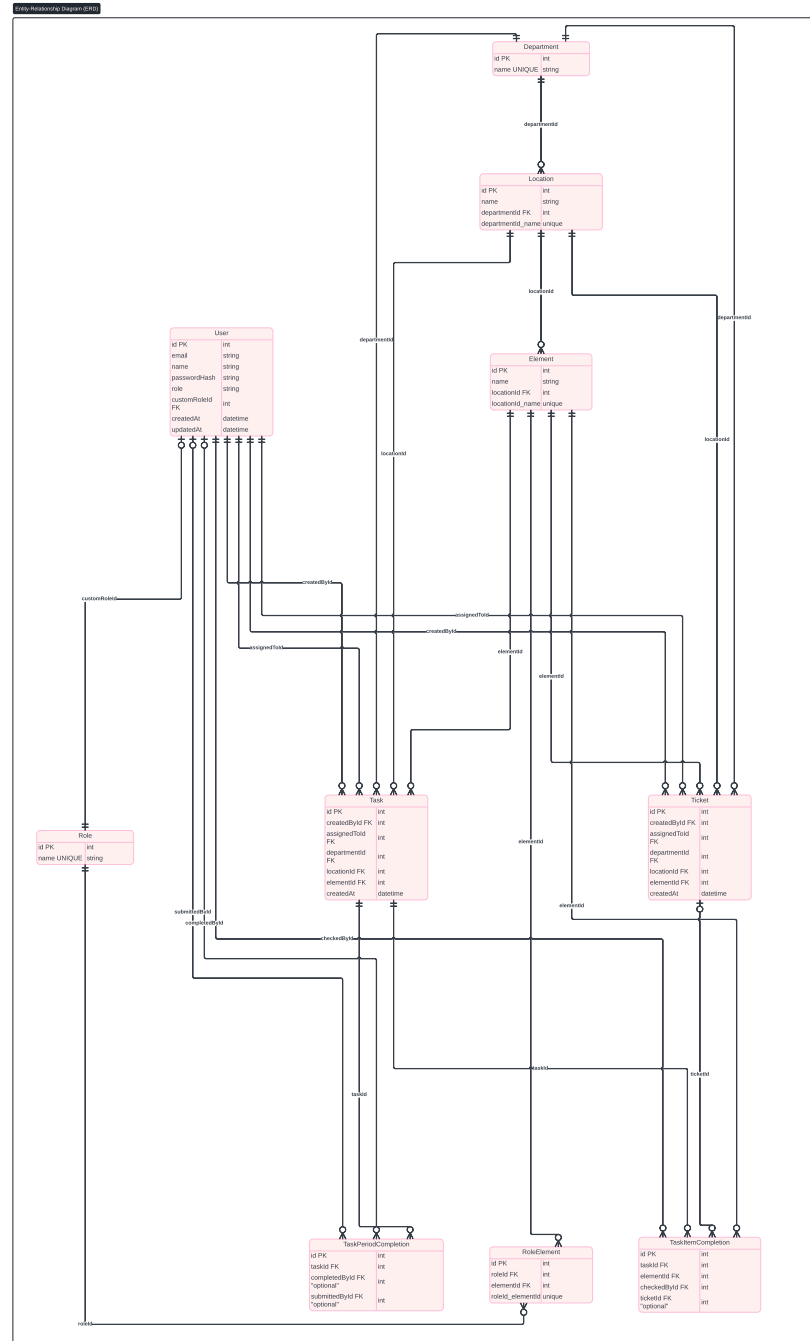 Entity-Relationship Diagram (ERD)
Department
id PK int
name UNIQUE string
departmentId
Location
id PK int
name string
departmentId FK int
departmentId_name unique
locationId
departmentId
departmentId
User
id PK int
email string
name string
passwordHash string
role string
customRoleId
FK
int
createdAt datetime
updatedAt datetime
Element
id PK int
name string
locationId FK int
locationId_name unique
locationId
locationId
createdById
customRoleId
assignedToId
createdById
assignedToId
elementId
elementId
Task
id PK int
createdById FK int
assignedToId
FK
int
departmentId
FK
int
locationId FK int
elementId FK int
createdAt datetime
Ticket
id PK int
createdById FK int
assignedToId
FK
int
departmentId
FK
int
locationId FK int
elementId FK int
createdAt datetime
Role
id PK int
name UNIQUE string
elementId
elementId
submittedById
completedById
checkedById
taskId
ticketId
taskId
TaskPeriodCompletion
id PK int
taskId FK int
completedById FK
"optional"
int
submittedById FK
"optional"
int
RoleElement
id PK int
roleId FK int
elementId FK int
roleId_elementId unique
TaskItemCompletion
id PK int
taskId FK int
elementId FK int
checkedById FK int
ticketId FK
"optional"
int
roleId